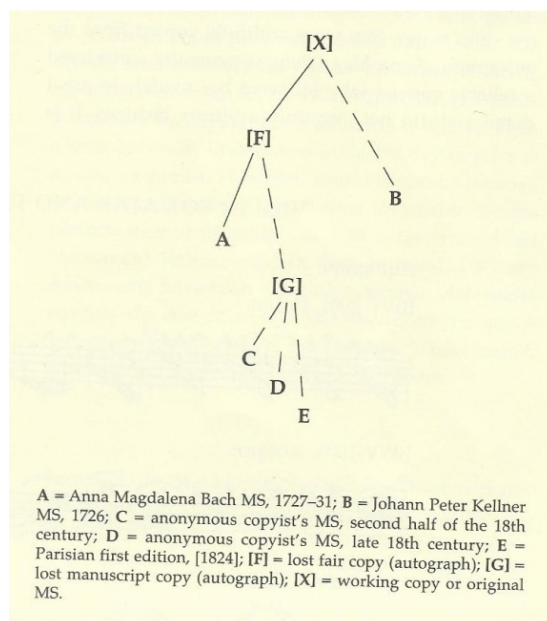 [X]
[F]
B
A
[G]
C
D
E
A = Anna Magdalena Bach MS, 1727–31; B = Johann Peter Kellner
MS, 1726; C = anonymous copyist's MS, second half of the 18th
century; D = anonymous copyist's MS, late 18th century; E =
Parisian first edition, [1824]; [F] = lost fair copy (autograph); [G] =
lost manuscript copy (autograph); [X] = working copy or original
MS.